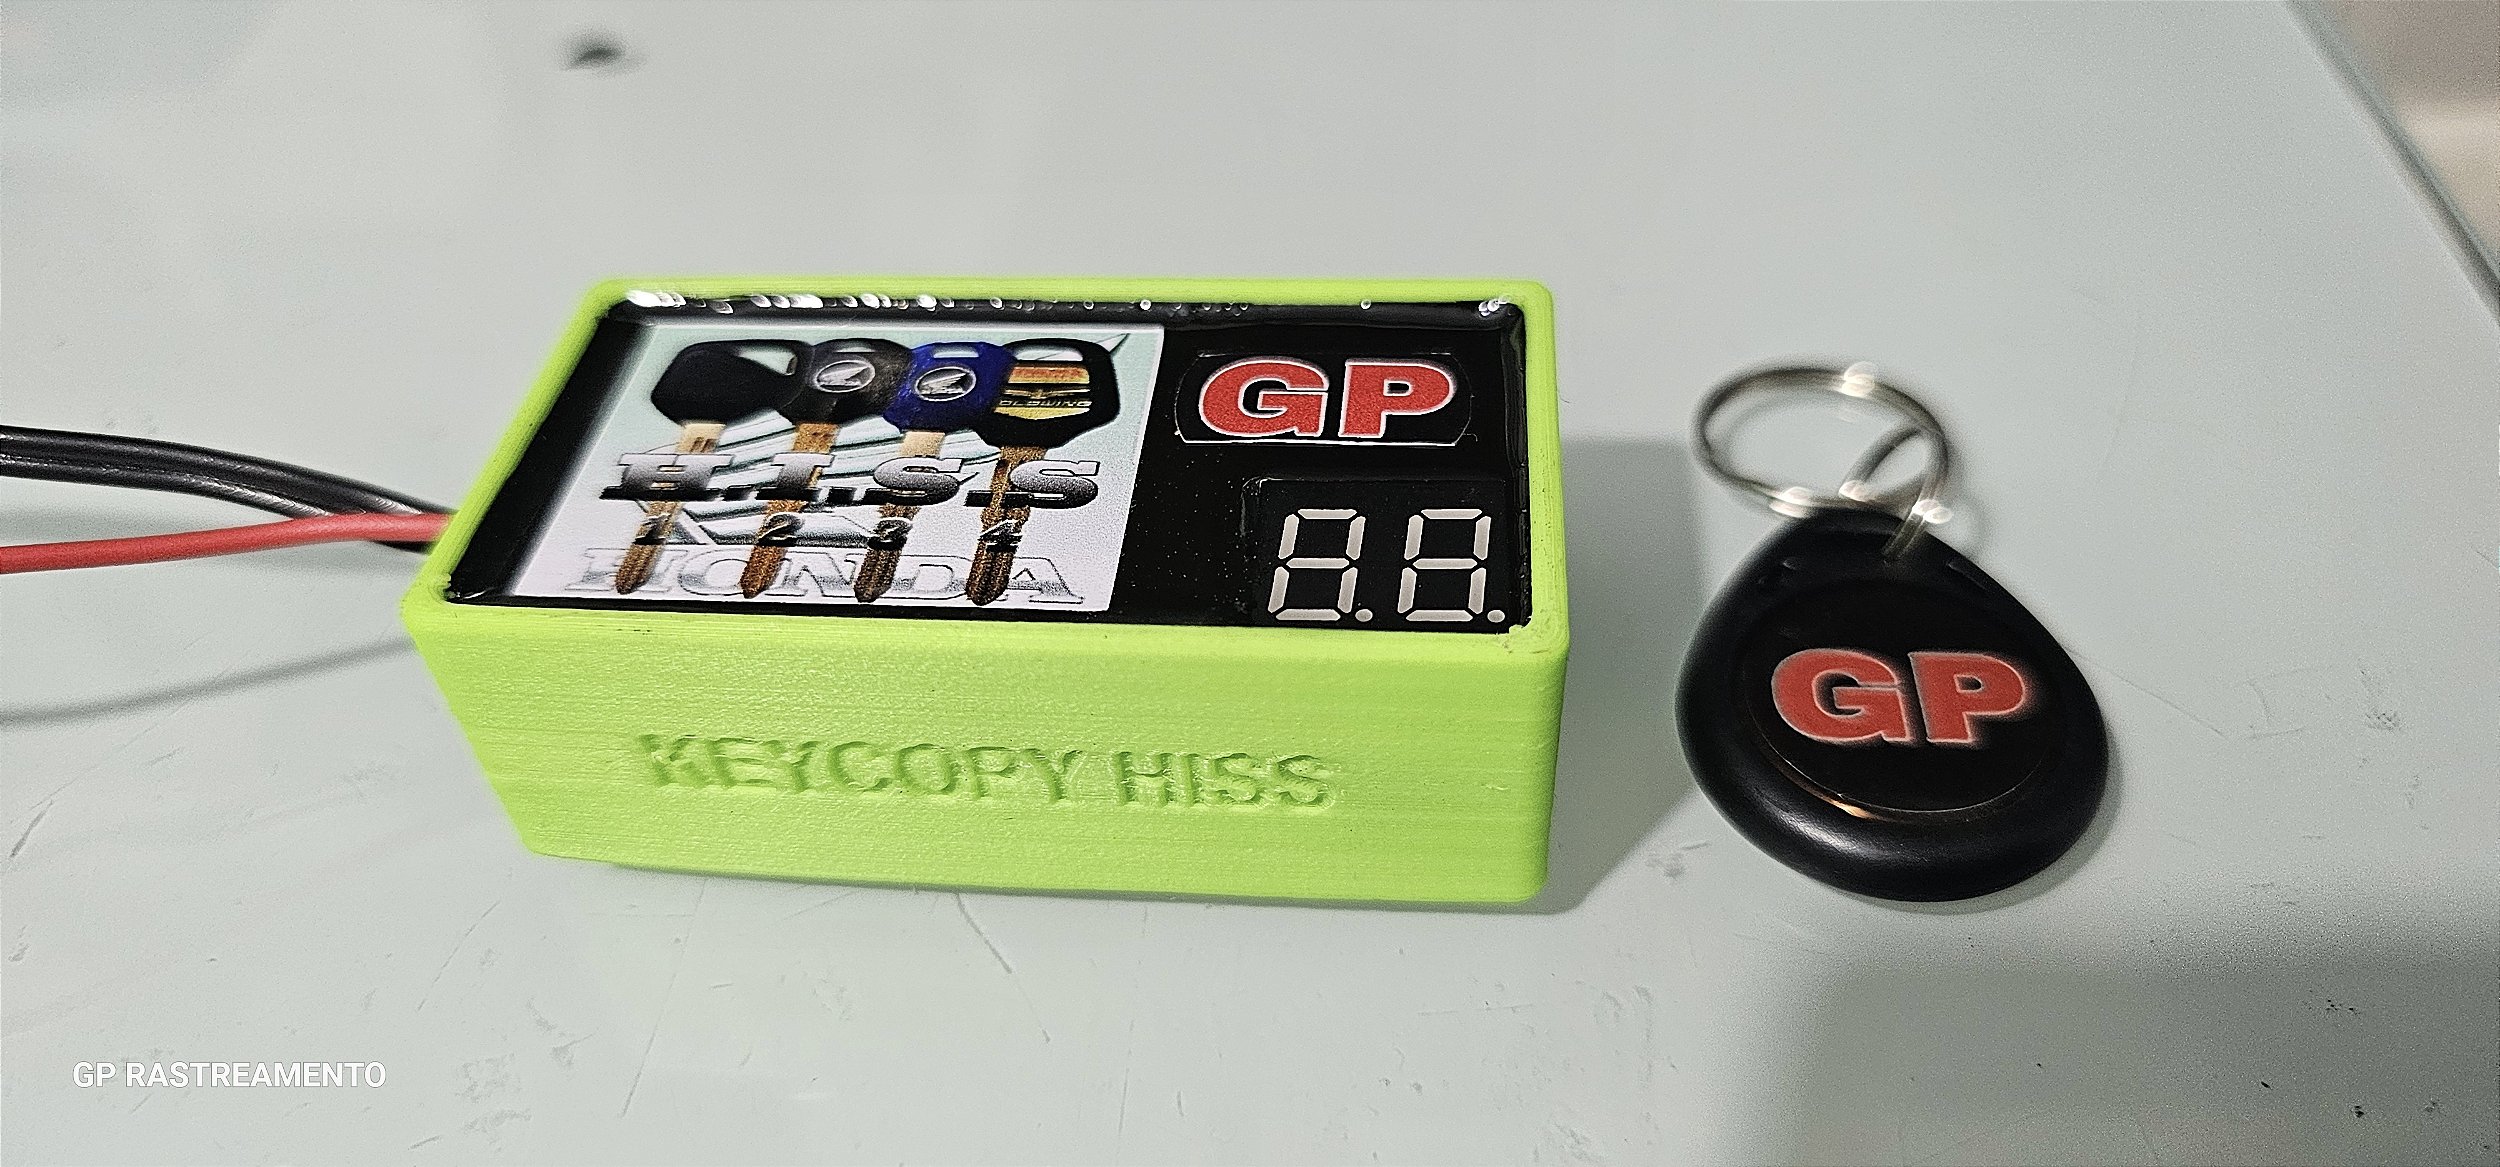 GP
H.I.S.S
1 2 3 4
HONDA
8.8.
KEYCOPY HISS
GP
GP RASTREAMENTO